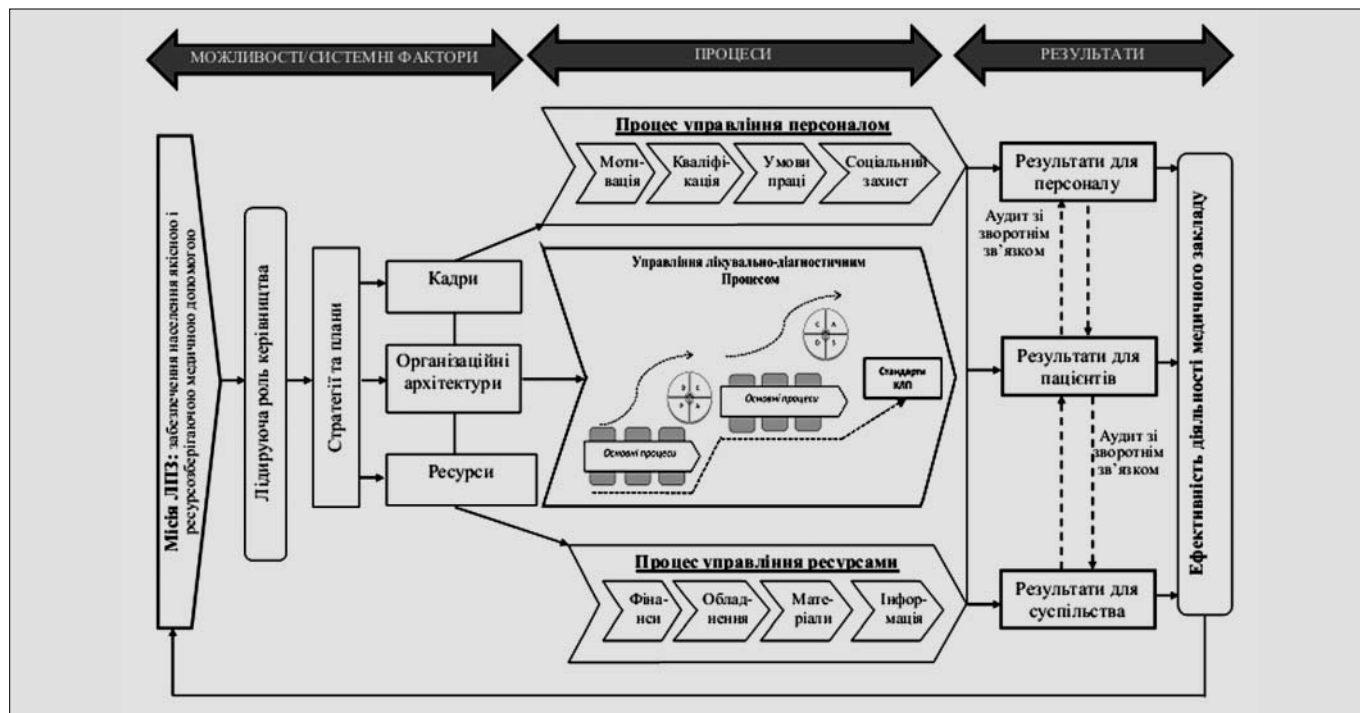 МОЖЛИВОСТІ/СИСТЕМНІ ФАКТОРИ
ПРОЦЕСИ
РЕЗУЛЬТАТИ
Місія ЛПЗ: забезпечення населення якісною і
ресурсозберігаючою медичною допомогою
Лідируюча роль керівництва
Стратегії та плани
Кадри
Організаційні
архітектури
Ресурси
Процес управління персоналом
Моти-
вація
Кваліфі-
кація
Умови
праці
Соціальний
захист
Управління лікувально-діагностичним
Процесом
C A
D S
D C
P A
Основні процеси
Основні процеси
Стандарти
КЛП
Процес управління ресурсами
Фіна-
нси
Облад-
нення
Мате-
ріали
Інфор-
мація
Результати для
персоналу
Аудит зі
зворотнім
зв’язком
Результати для
пацієнтів
Аудит зі
зворотнім
зв’язком
Результати для
суспільства
Ефективність діяльності медичного закладу